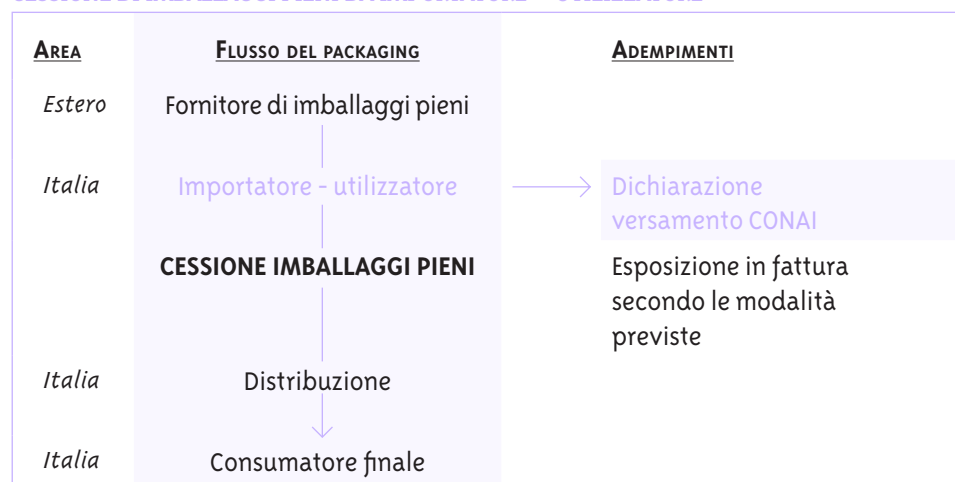 Area Flusso del packaging Adempimenti
Estero Fornitore di imballaggi pieni
Italia Importatore - utilizzatore Dichiarazione
versamento CONAI
CESSIONE IMBALLAGGI PIENI Esposizione in fattura
secondo le modalità
previste
Italia Distribuzione
Italia Consumatore finale